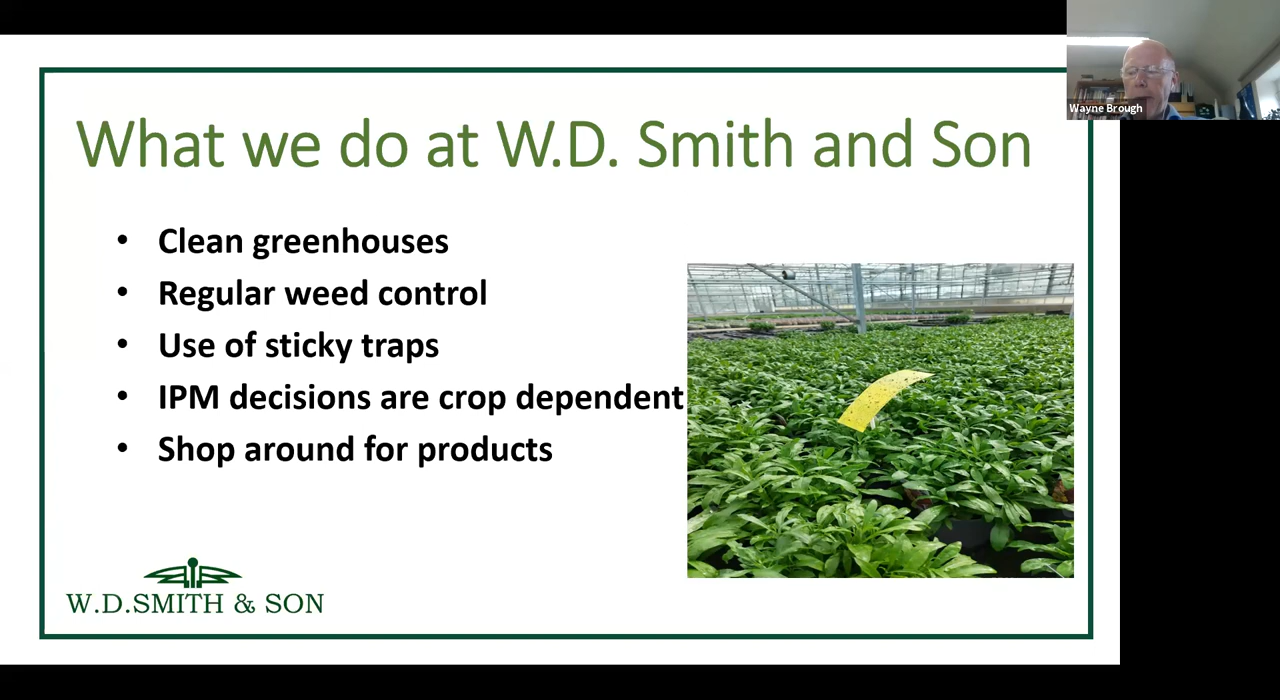 What we do at W.D. Smith and Son
• Clean greenhouses
• Regular weed control
• Use of sticky traps
• IPM decisions are crop dependent
• Shop around for products
W.D.SMITH & SON
Wayne Brough